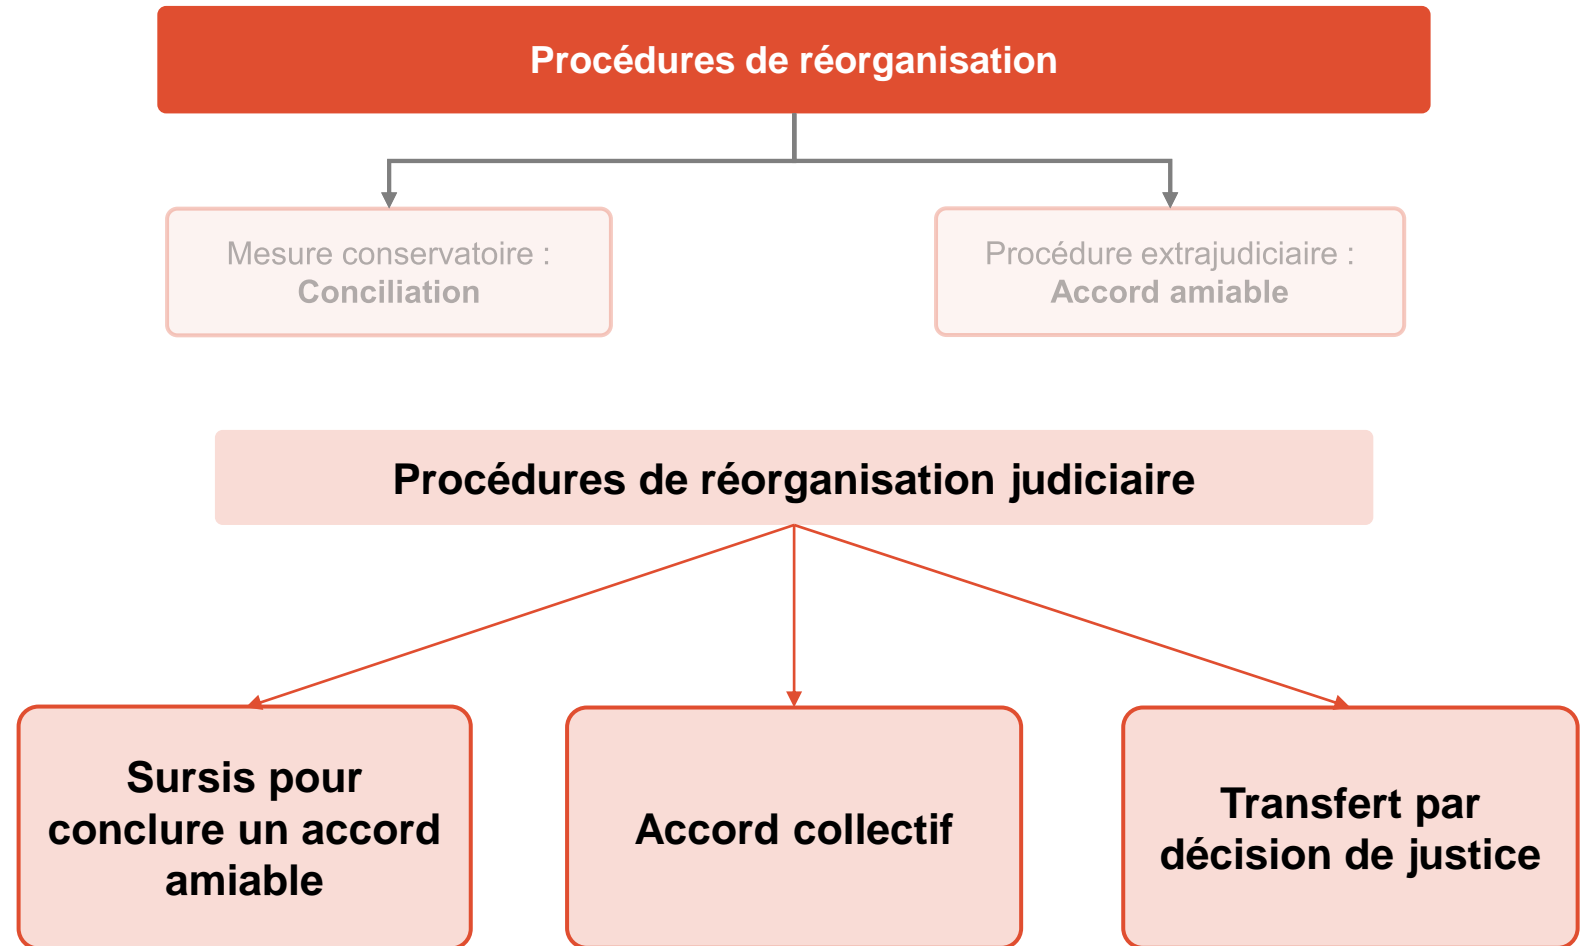 Procédures de réorganisation
Mesure conservatoire :
Conciliation
Procédure extrajudiciaire :
Accord amiable
Procédures de réorganisation judiciaire
Sursis pour
conclure un accord
amiable
Accord collectif
Transfert par
décision de justice